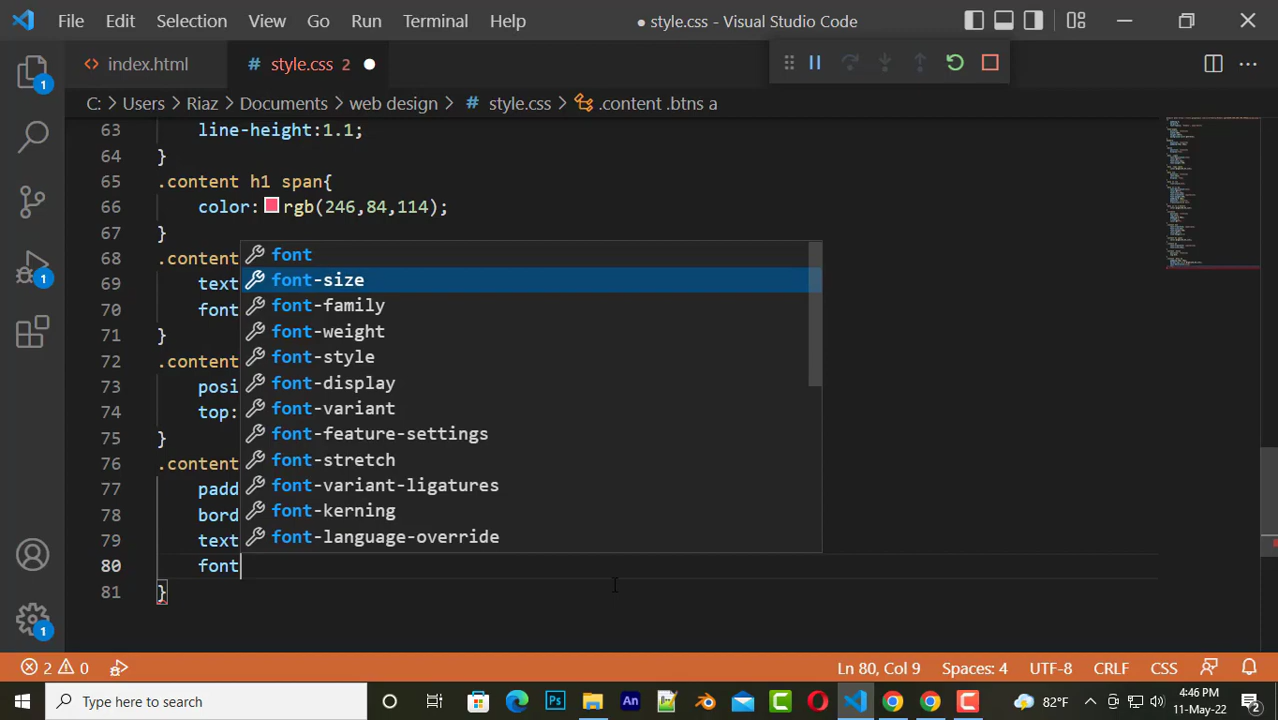 File Edit Selection View Go Run Terminal Help ● style.css - Visual Studio Code
<> index.html # style.css 2 ●
C: > Users > Riaz > Documents > web design > # style.css > .content .btns a
63 line-height:1.1;
64 }
65 .content h1 span{
66 color: rgb(246,84,114);
67 }
68 .content
69 text
70 font
71 }
72 .content
73 posi
74 top:
75 }
76 .content
77 padd
78 bord
79 text
80 font
81 }
font
font-size
font-family
font-weight
font-style
font-display
font-variant
font-feature-settings
font-stretch
font-variant-ligatures
font-kerning
font-language-override
1
1
1
2 0 Ln 80, Col 9 Spaces: 4 UTF-8 CRLF CSS
Type here to search Ps An C C 82°F 4:46 PM
11-May-22 2